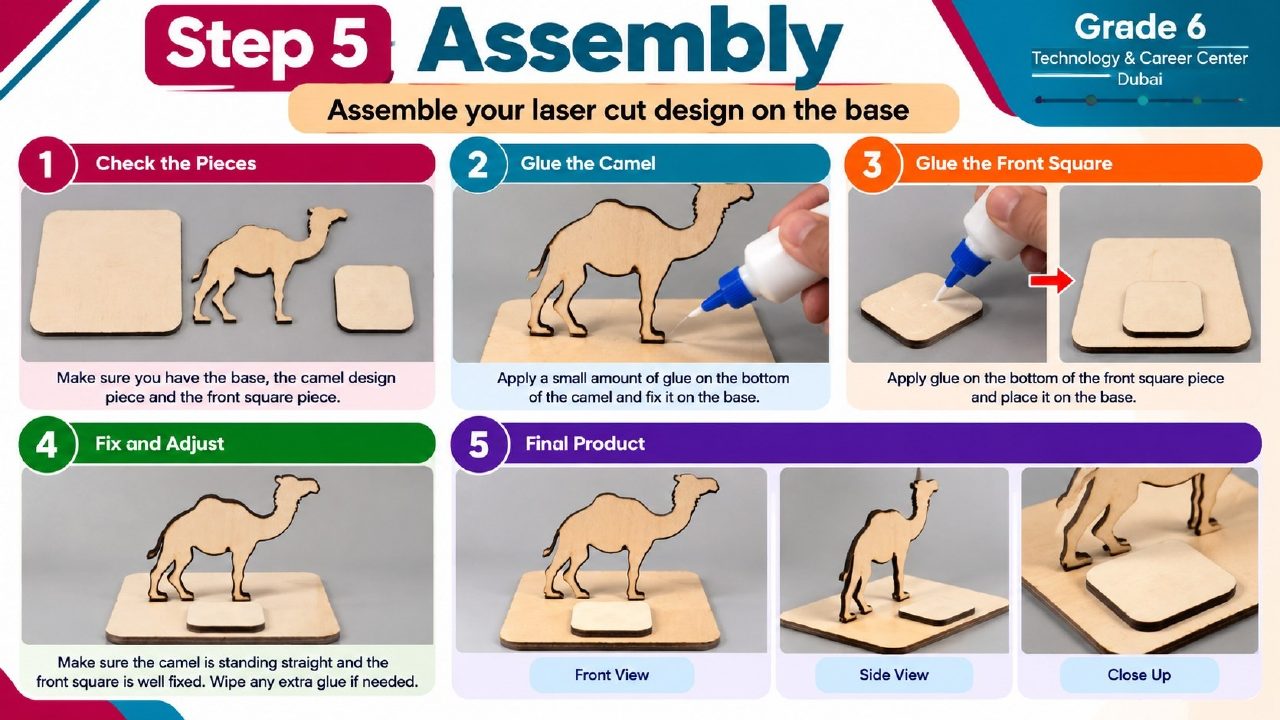 Step 5 Assembly
Grade 6
Technology & Career Center
Dubai
Assemble your laser cut design on the base
1 Check the Pieces
Make sure you have the base, the camel design
piece and the front square piece.
2 Glue the Camel
Apply a small amount of glue on the bottom
of the camel and fix it on the base.
3 Glue the Front Square
Apply glue on the bottom of the front square piece
and place it on the base.
4 Fix and Adjust
Make sure the camel is standing straight and the
front square is well fixed. Wipe any extra glue if needed.
5 Final Product
Front View
Side View
Close Up